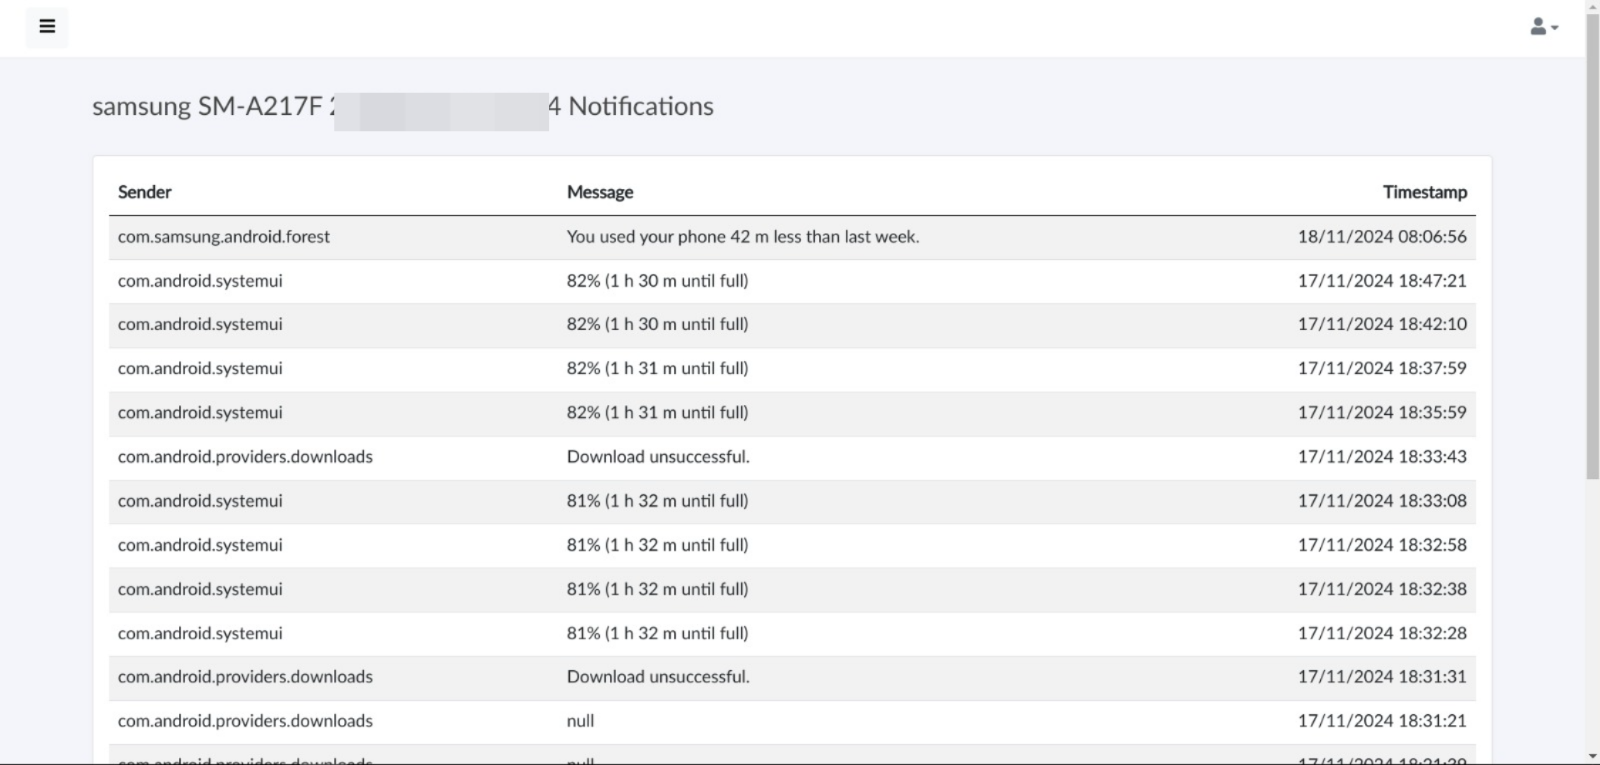 samsung SM-A217F 4 Notifications
Sender Message Timestamp
com.samsung.android.forest You used your phone 42 m less than last week. 18/11/2024 08:06:56
com.android.systemui 82% (1 h 30 m until full) 17/11/2024 18:47:21
com.android.systemui 82% (1 h 30 m until full) 17/11/2024 18:42:10
com.android.systemui 82% (1 h 31 m until full) 17/11/2024 18:37:59
com.android.systemui 82% (1 h 31 m until full) 17/11/2024 18:35:59
com.android.providers.downloads Download unsuccessful. 17/11/2024 18:33:43
com.android.systemui 81% (1 h 32 m until full) 17/11/2024 18:33:08
com.android.systemui 81% (1 h 32 m until full) 17/11/2024 18:32:58
com.android.systemui 81% (1 h 32 m until full) 17/11/2024 18:32:38
com.android.systemui 81% (1 h 32 m until full) 17/11/2024 18:32:28
com.android.providers.downloads Download unsuccessful. 17/11/2024 18:31:31
com.android.providers.downloads null 17/11/2024 18:31:21
com.android.providers.downloads null